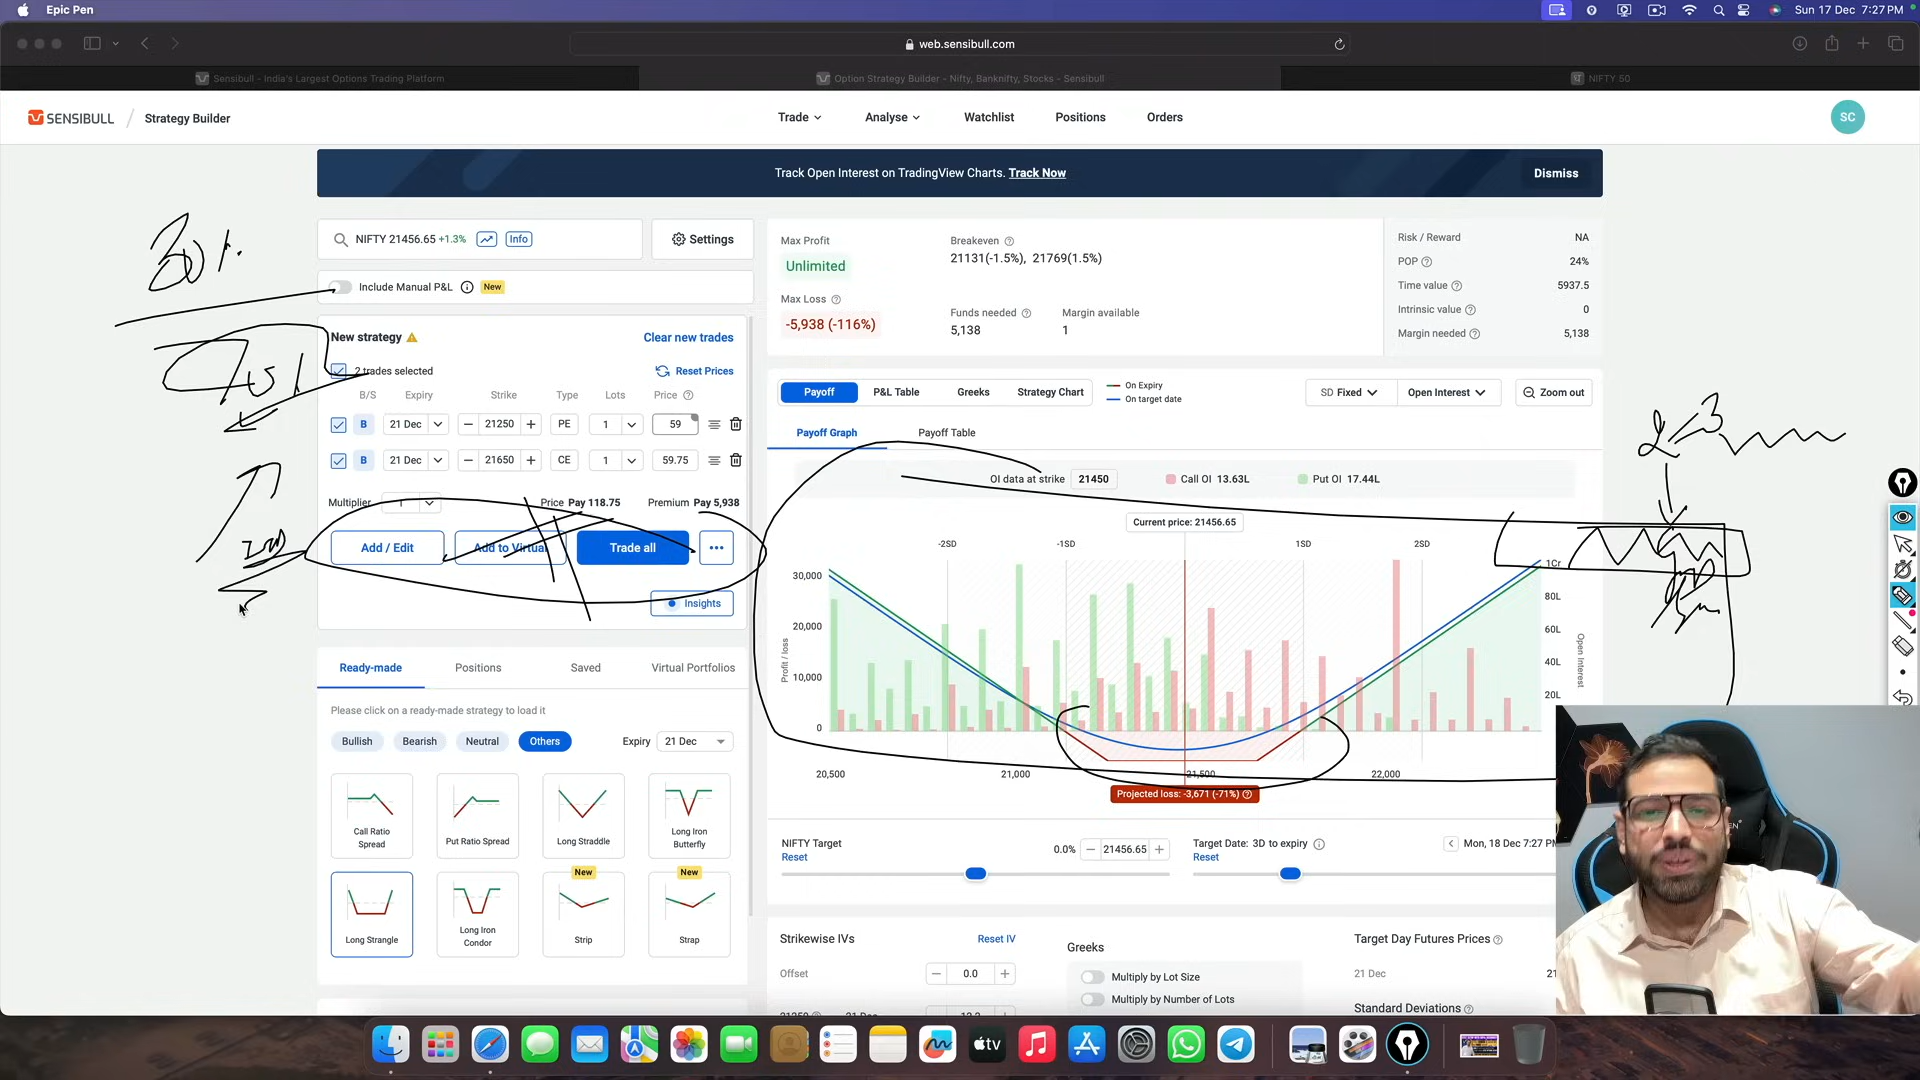 Epic Pen
Sun 17 Dec 7:27 PM
web.sensibull.com
Sensibull - India's Largest Options Trading Platform
Option Strategy Builder - Nifty, Banknifty, Stocks - Sensibull
NIFTY 50
SENSIBULL / Strategy Builder
Trade Analyse Watchlist Positions Orders
SC
Track Open Interest on TradingView Charts. Track Now
Dismiss
NIFTY 21456.65 +1.3% Info
Settings
Include Manual P&L New
New strategy
Clear new trades
2 trades selected
Reset Prices
B/S Expiry Strike Type Lots Price
B 21 Dec 21250 PE 1 59
B 21 Dec 21650 CE 1 59.75
Multiplier 1 Price Pay 118.75 Premium Pay 5,938
Add / Edit Add to Virtual Trade all
Insights
Ready-made Positions Saved Virtual Portfolios
Please click on a ready-made strategy to load it
Bullish Bearish Neutral Others Expiry 21 Dec
Call Ratio Spread
Put Ratio Spread
Long Straddle
Long Iron Butterfly
Long Strangle
Long Iron Condor
New
Strip
New
Strap
Max Profit
Unlimited
Max Loss
-5,938 (-116%)
Breakeven
21131(-1.5%), 21769(1.5%)
Funds needed
5,138
Margin available
1
Risk / Reward NA
POP 24%
Time value 5937.5
Intrinsic value 0
Margin needed 5,138
Payoff P&L Table Greeks Strategy Chart
On Expiry
On target date
SD Fixed
Open Interest
Zoom out
Payoff Graph Payoff Table
OI data at strike 21450 Call OI 13.63L Put OI 17.44L
Current price: 21456.65
-2SD -1SD 1SD 2SD
30,000
20,000
10,000
0
Profit / loss
1Cr
80L
60L
40L
20L
Open Interest
20,500 21,000 21,500 22,000
Projected loss: -3,671 (-71%)
NIFTY Target
Reset
0.0% 21456.65
Target Date: 3D to expiry
Reset
Mon, 18 Dec 7:27 PM
Strikewise IVs
Reset IV
Offset 0.0
Greeks
Multiply by Lot Size
Multiply by Number of Lots
Target Day Futures Prices
21 Dec
Standard Deviations
tv